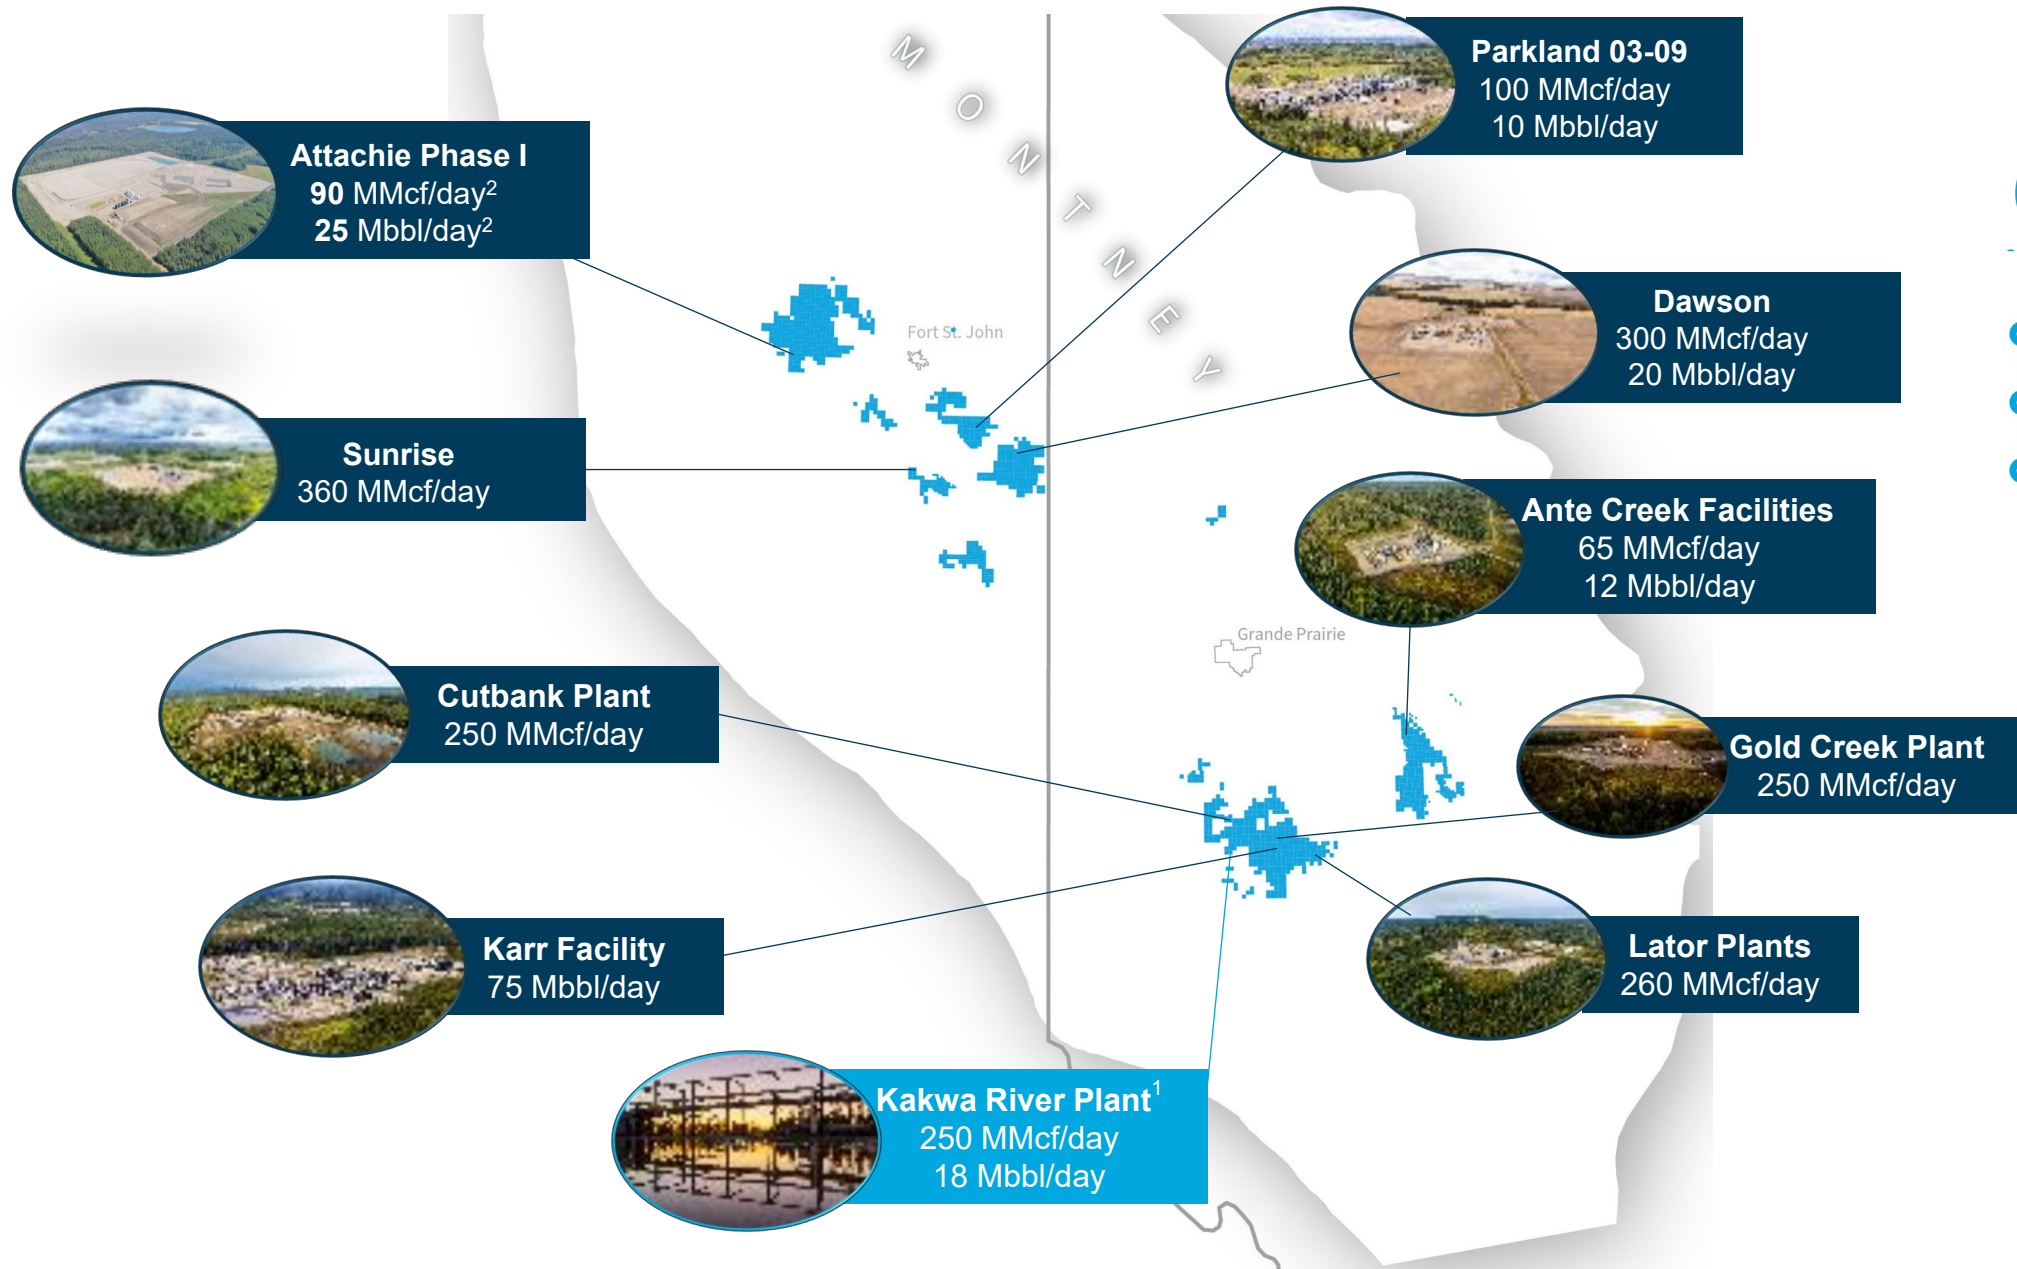 MONTNEY
Parkland 03-09
100 MMcf/day
10 Mbbl/day
Attachie Phase I
90 MMcf/day2
25 Mbbl/day2
Fort St. John
Dawson
300 MMcf/day
20 Mbbl/day
Sunrise
360 MMcf/day
Ante Creek Facilities
65 MMcf/day
12 Mbbl/day
Grande Prairie
Cutbank Plant
250 MMcf/day
Gold Creek Plant
250 MMcf/day
Karr Facility
75 Mbbl/day
Lator Plants
260 MMcf/day
Kakwa River Plant1
250 MMcf/day
18 Mbbl/day